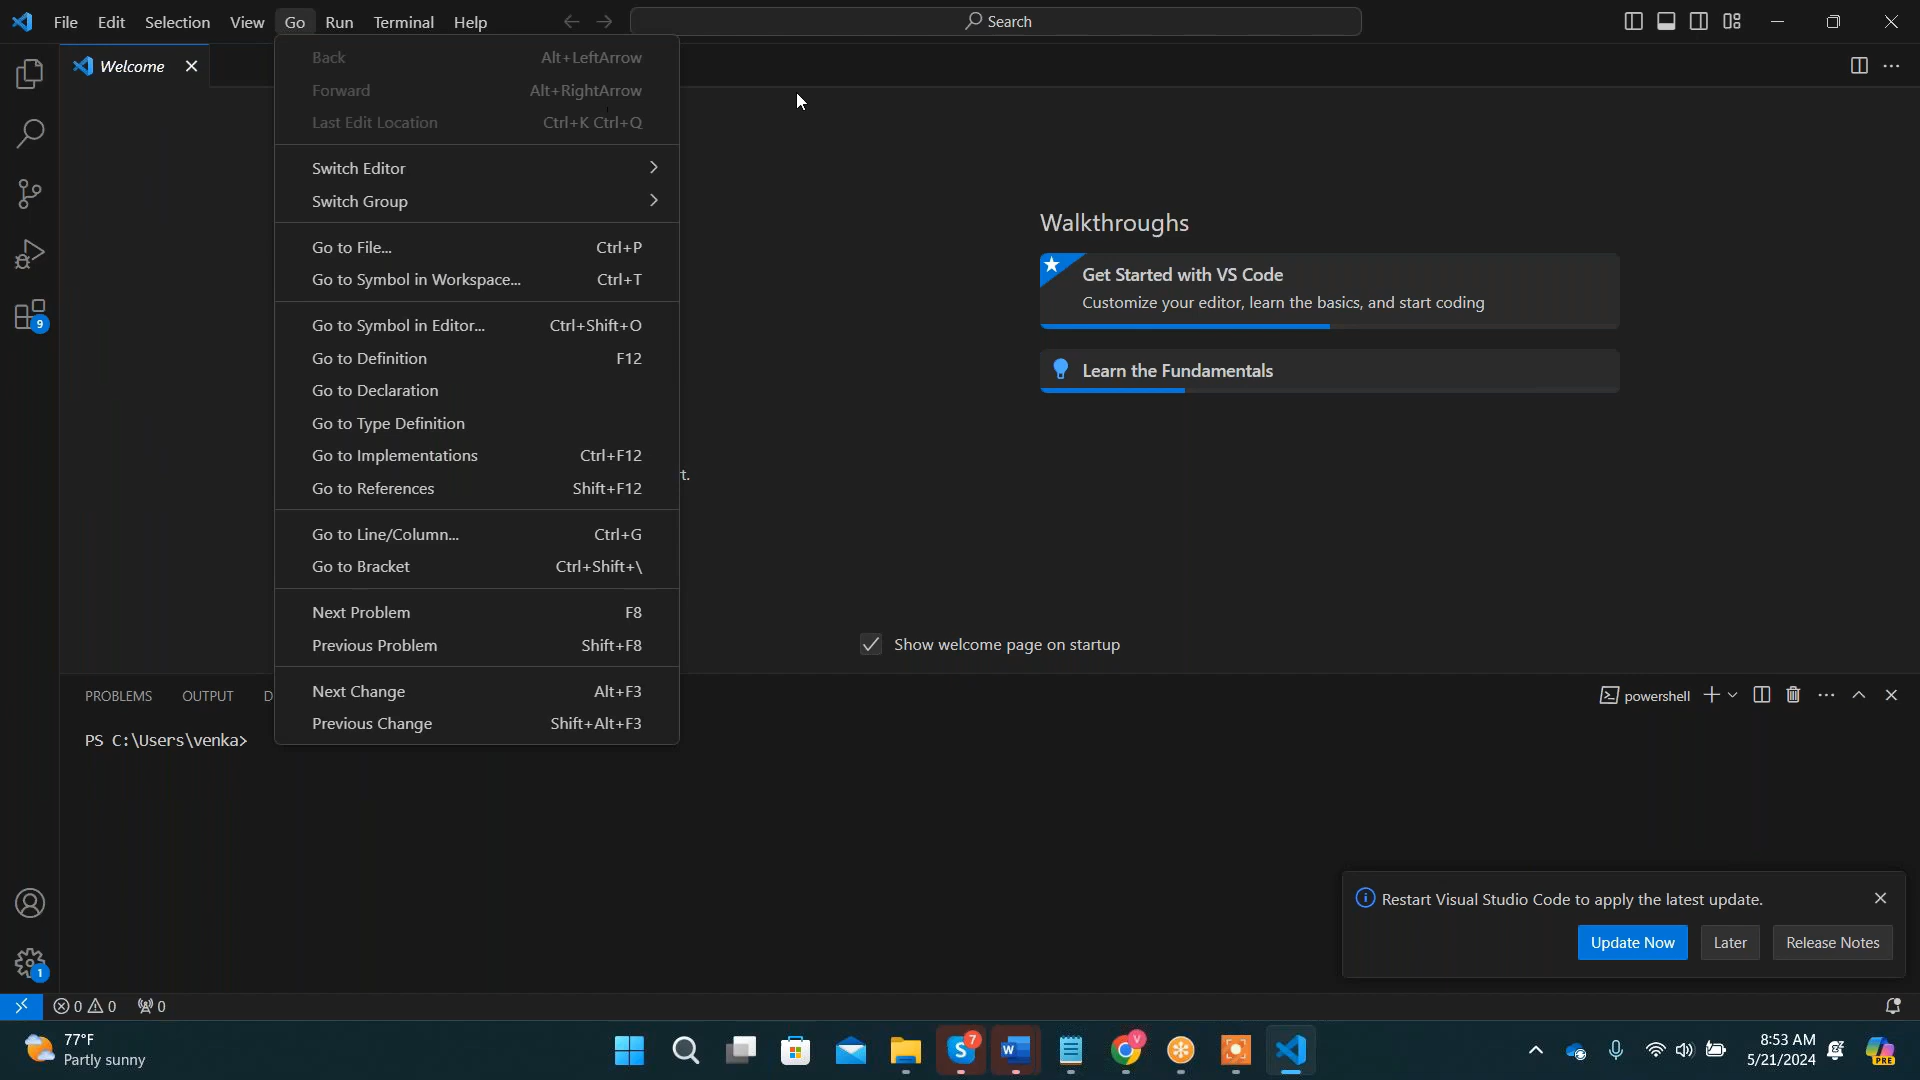 File Edit Selection View Go Run Terminal Help
Search
Welcome
Back Alt+LeftArrow
Forward Alt+RightArrow
Last Edit Location Ctrl+K Ctrl+Q
Switch Editor
Switch Group
Go to File... Ctrl+P
Go to Symbol in Workspace... Ctrl+T
Go to Symbol in Editor... Ctrl+Shift+O
Go to Definition F12
Go to Declaration
Go to Type Definition
Go to Implementations Ctrl+F12
Go to References Shift+F12
Go to Line/Column... Ctrl+G
Go to Bracket Ctrl+Shift+\
Next Problem F8
Previous Problem Shift+F8
Next Change Alt+F3
Previous Change Shift+Alt+F3
t.
Walkthroughs
Get Started with VS Code
Customize your editor, learn the basics, and start coding
Learn the Fundamentals
Show welcome page on startup
9
PROBLEMS OUTPUT D
powershell
PS C:\Users\venka>
Restart Visual Studio Code to apply the latest update.
Update Now Later Release Notes
1
0 0 0
77°F
Partly sunny
7
W
V
8:53 AM
5/21/2024
PRE